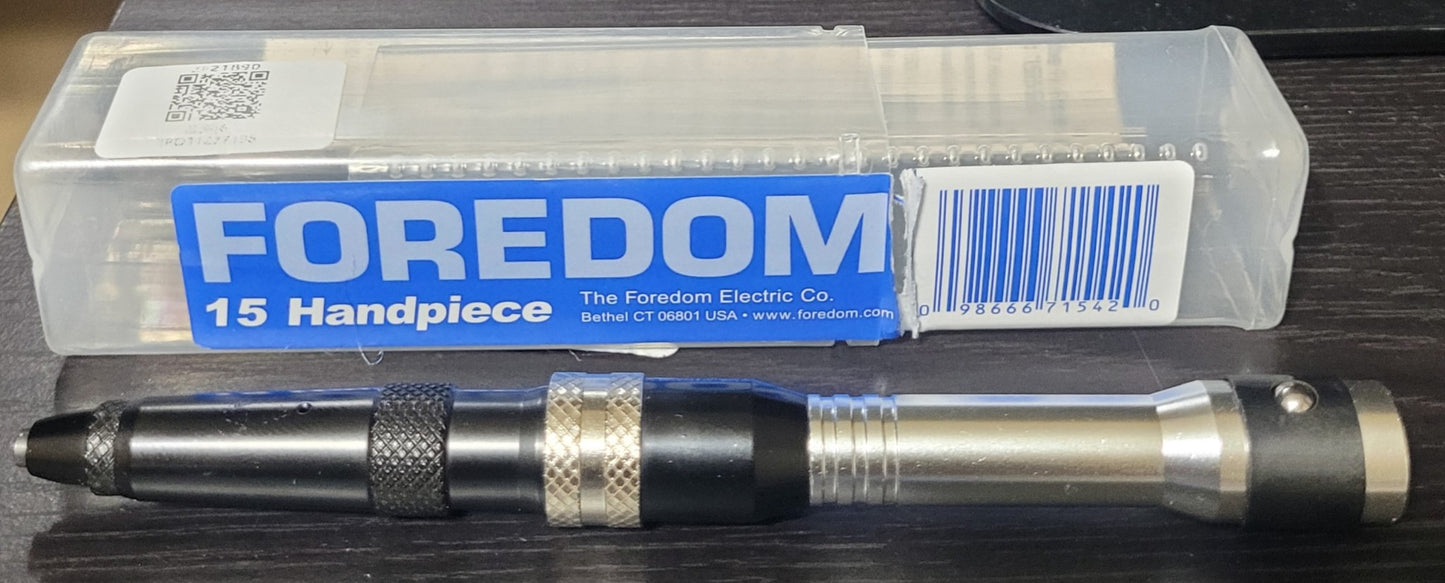 FOREDOM
15 Handpiece
The Foredom Electric Co.
Bethel CT 06801 USA • www.foredom.com
0 98666 71542 0